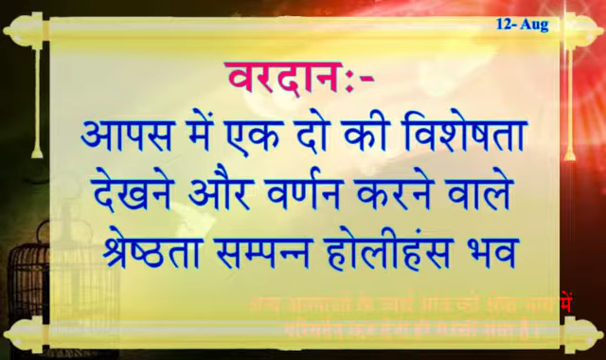 12- Aug
वरदानः-
आपस में एक दो की विशेषता
देखने और वर्णन करने वाले
श्रेष्ठता सम्पन्न होलीहंस भव
में